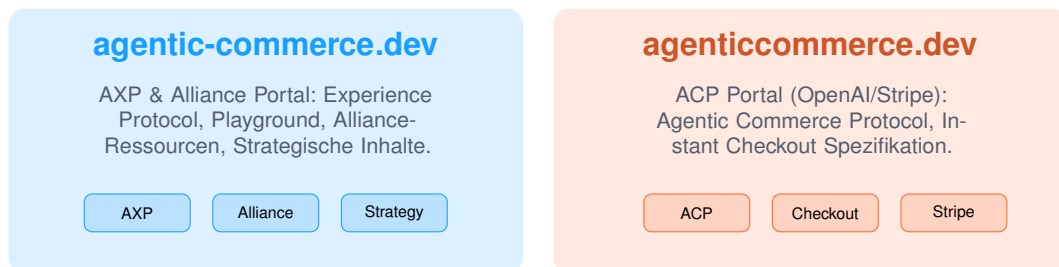 agentic-commerce.dev
AXP & Alliance Portal: Experience
Protocol, Playground, Alliance-
Ressourcen, Strategische Inhalte.
AXP
Alliance
Strategy
agenticcommerce.dev
ACP Portal (OpenAI/Stripe):
Agentic Commerce Protocol, In-
stant Checkout Spezifikation.
ACP
Checkout
Stripe